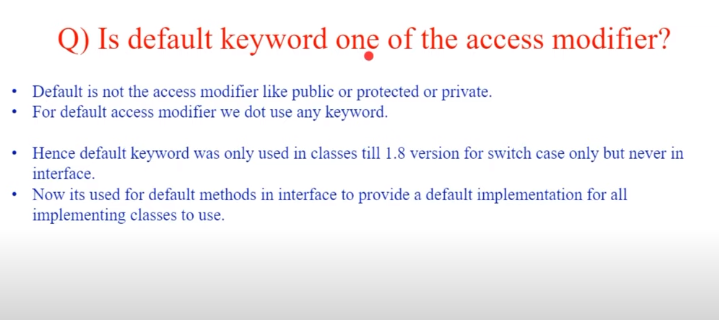 Q) Is default keyword one of the access modifier?
• Default is not the access modifier like public or protected or private.
• For default access modifier we dot use any keyword.
• Hence default keyword was only used in classes till 1.8 version for switch case only but never in
interface.
• Now its used for default methods in interface to provide a default implementation for all
implementing classes to use.